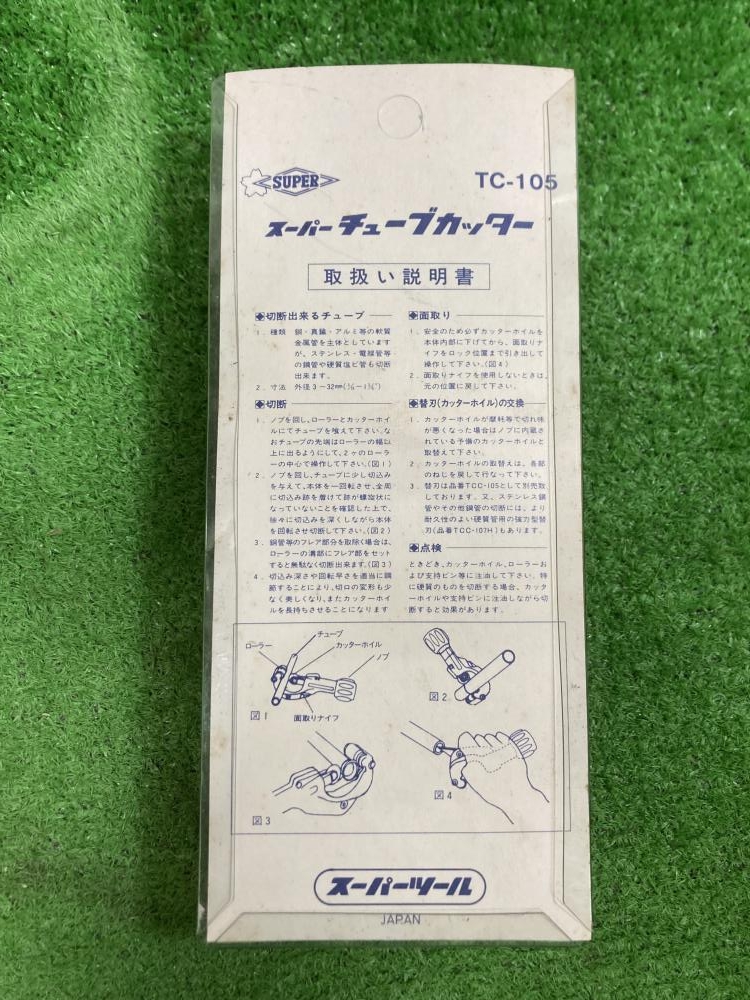 SUPER
TC-105
スーパーチューブカッター
取扱い説明書
切断出来るチューブ
1. 種類 銅・真鍮・アルミ等の軟質
金属管を主体としています
が、ステンレス・電線管等
の鋼管や硬質塩ビ管も切断
出来ます。
2. 寸法 外径3－32mm(⅛－1¼")
切断
1. ノブを回し、ローラーとカッターホイ
ルにてチューブを喰えて下さい。な
おチューブの先端はローラーの幅以
上に出るようにして、2ヶのローラ
ーの中心で操作して下さい。(図1)
2. ノブを回し、チューブに少し切込み
を与えて、本体を一回転させ、全周
に切込み跡を着けて跡が螺旋状に
なっていないことを確認した上で、
徐々に切込みを深くしながら本体
を回転させ切断して下さい。(図2)
3. 銅管等のフレア部分を取除く場合は、
ローラーの溝部にフレア部をセット
すると無駄なく切断出来ます。(図3)
4. 切込み深さや回転早さを適当に調
節することにより、切口の変形も少
なく美しくなり、またカッターホイ
ルを長持ちさせることになります
面取り
1. 安全のため必ずカッターホイルを
本体内部に下げてから、面取りナ
イフをロック位置まで引き出して
操作して下さい。(図4)
2. 面取りナイフを使用しないときは、
元の位置に戻して下さい。
替刃(カッターホイル)の交換
1. カッターホイルが磨耗等で切れ味
が悪くなった場合はノブに内蔵さ
れている予備のカッターホイルと
取替えて下さい。
2. カッターホイルの取替えは、各部
のねじを戻して行なって下さい。
3. 替刃は品番TCC-105として別売致
しております。又、ステンレス鋼
管やその他鋼管の切断には、より
耐久性のよい硬質管用の強力型替
刃(品番TCC-107H)もあります。
点検
ときどき、カッターホイル、ローラーお
よび支持ピン等に注油して下さい。特
に硬質のものを切断する場合、カッタ
ーホイルや支持ピンに注油しながら切
断すると効果があります。
チューブ
ローラー
カッターホイル
ノブ
面取りナイフ
図1
図2
図3
図4
スーパーツール
JAPAN